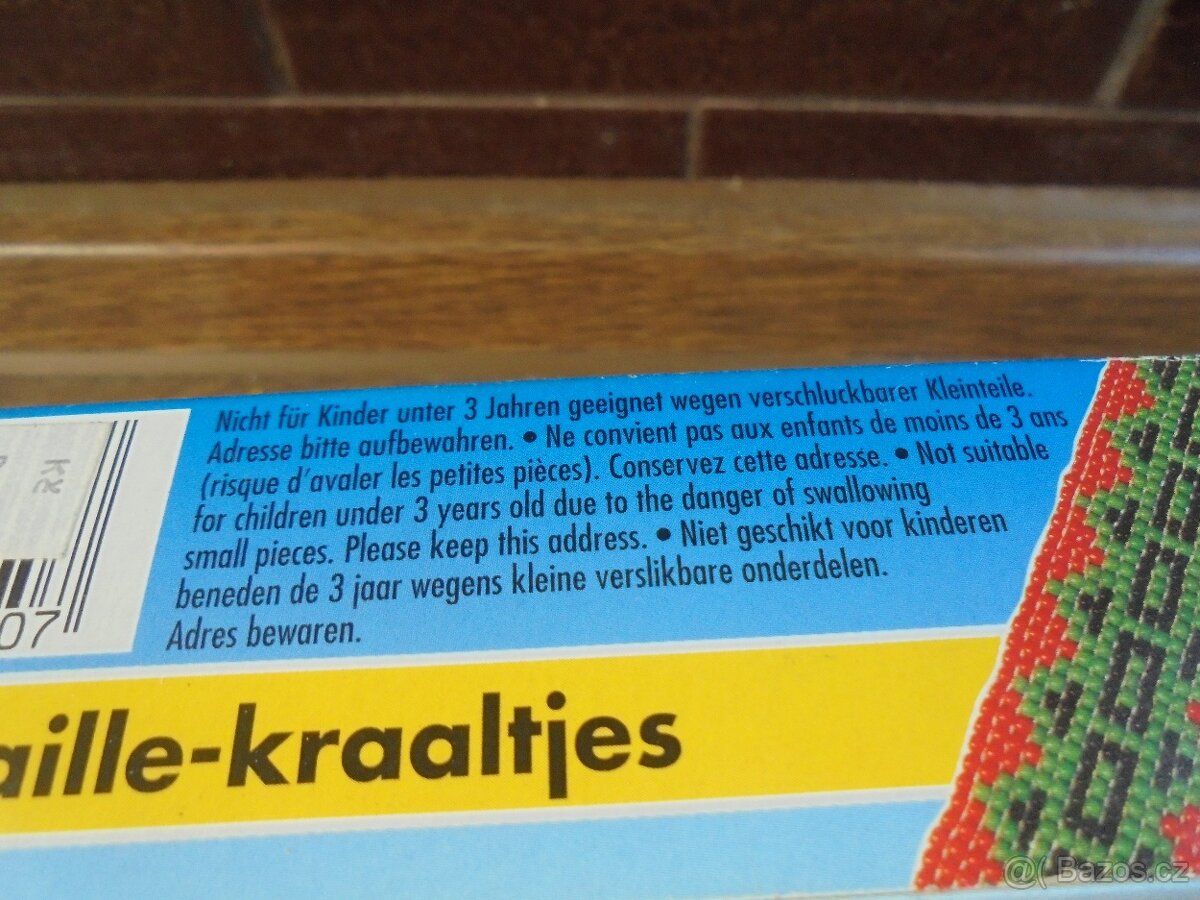 Nicht für Kinder unter 3 Jahren geeignet wegen verschluckbarer Kleinteile.
Adresse bitte aufbewahren. • Ne convient pas aux enfants de moins de 3 ans
(risque d'avaler les petites pièces). Conservez cette adresse. • Not suitable
for children under 3 years old due to the danger of swallowing
small pieces. Please keep this address. • Niet geschikt voor kinderen
beneden de 3 jaar wegens kleine verslikbare onderdelen.
Adres bewaren.
Kč
07
aille-kraaltjes
@( Bazos.cz